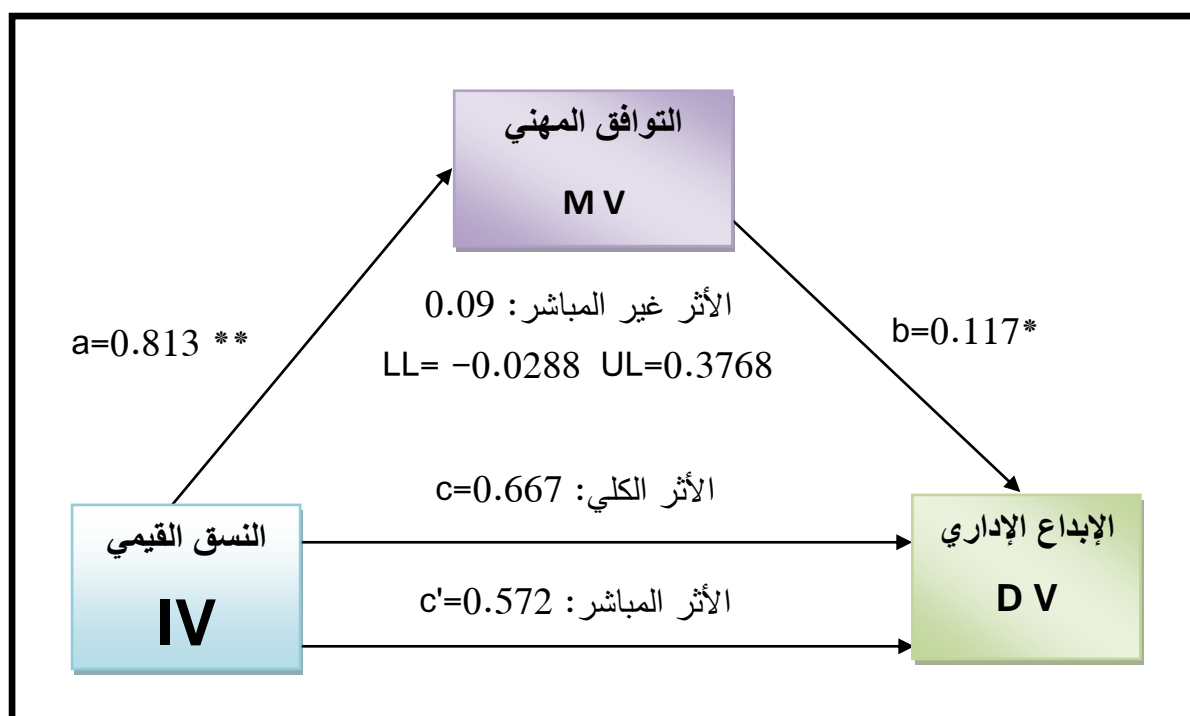 التوافق المهني
M V
الأثر غير المباشر: 0.09
LL= -0.0288 UL=0.3768
a=0.813 **
b=0.117*
الأثر الكلي: c=0.667
النسق القيمي
IV
الإبداع الإداري
D V
الأثر المباشر: c'=0.572